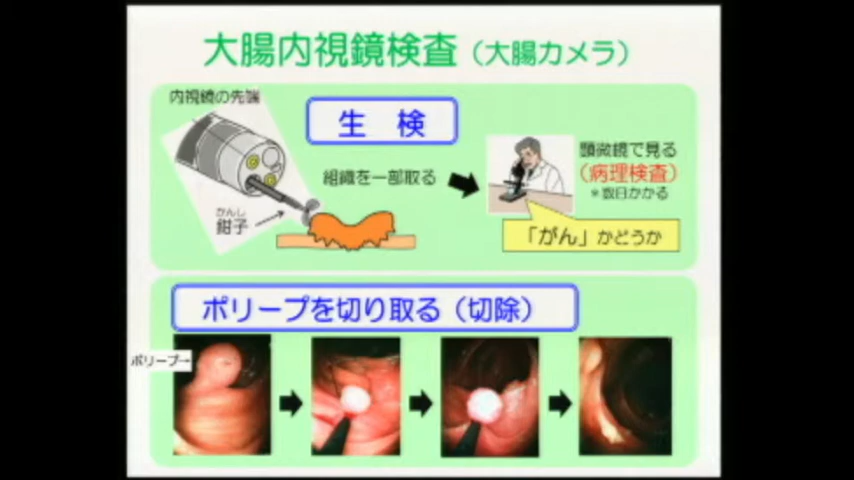 大腸内視鏡検査（大腸カメラ）
内視鏡の先端
生　検
組織を一部取る
顕微鏡で見る
（病理検査）
＊数日かかる
かんし
鉗子
「がん」かどうか
ポリープを切り取る（切除）
ポリープ→